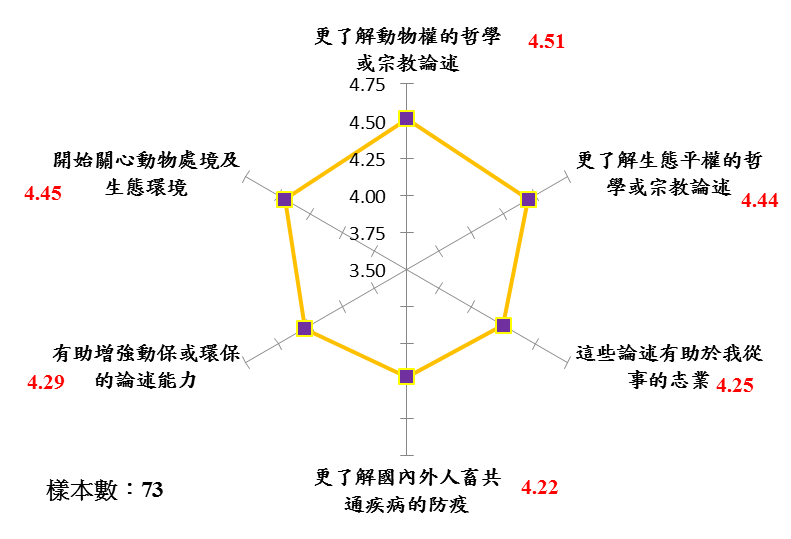 更了解動物權的哲學
或宗教論述
4.51
4.75
4.50
4.25
4.00
3.75
3.50
開始關心動物處境及
生態環境
4.45
更了解生態平權的哲
學或宗教論述
4.44
有助增強動保或環保
的論述能力
4.29
這些論述有助於我從
事的志業
4.25
更了解國內外人畜共
通疾病的防疫
4.22
樣本數：73